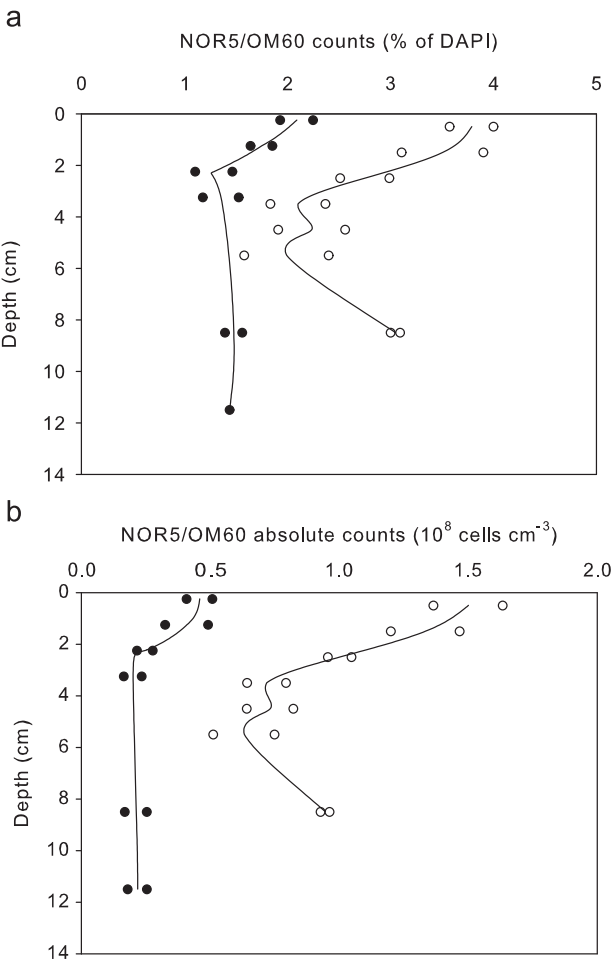 a
NOR5/OM60 counts (% of DAPI)
0 1 2 3 4 5
0
2
4
6
8
10
12
14
Depth (cm)
b
NOR5/OM60 absolute counts (10⁸ cells cm⁻³)
0.0 0.5 1.0 1.5 2.0
0
2
4
6
8
10
12
14
Depth (cm)